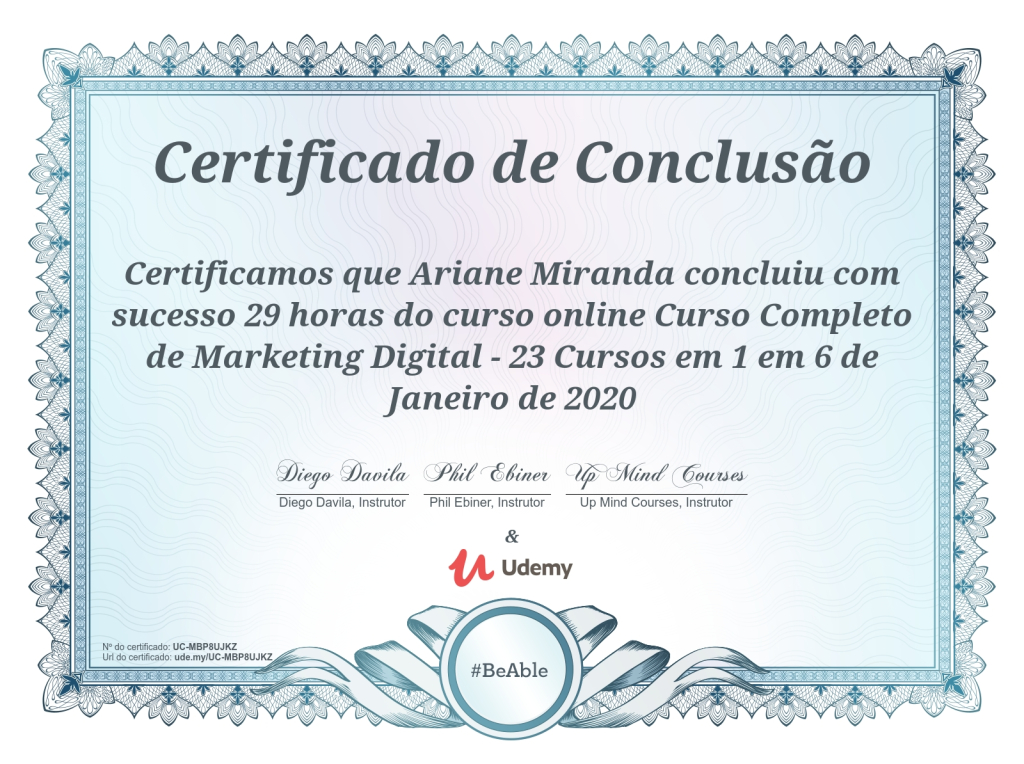 Certificado de Conclusão
Certificamos que Ariane Miranda concluiu com
sucesso 29 horas do curso online Curso Completo
de Marketing Digital - 23 Cursos em 1 em 6 de
Janeiro de 2020
Diego Davila Phil Ebiner Up Mind Courses
Diego Davila, Instrutor Phil Ebiner, Instrutor Up Mind Courses, Instrutor
&
Udemy
Nº do certificado: UC-MBP8UJKZ
Url do certificado: ude.my/UC-MBP8UJKZ
#BeAble